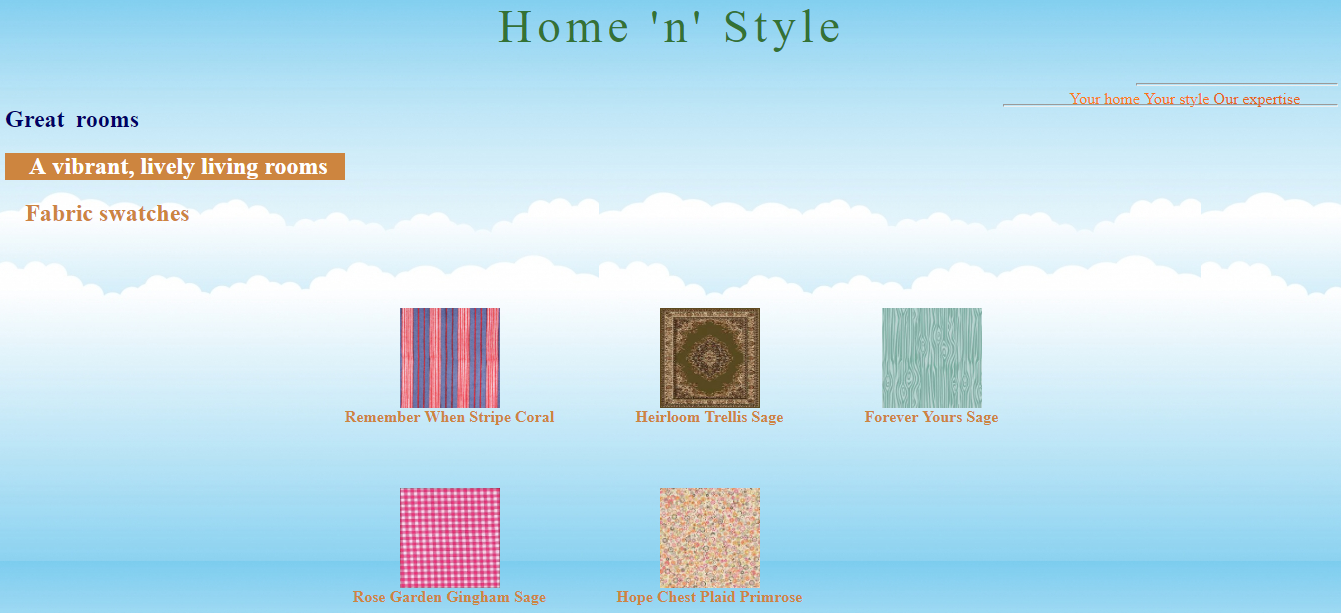 Home 'n' Style
Your home Your style Our expertise
Great rooms
A vibrant, lively living rooms
Fabric swatches
Remember When Stripe Coral
Heirloom Trellis Sage
Forever Yours Sage
Rose Garden Gingham Sage
Hope Chest Plaid Primrose